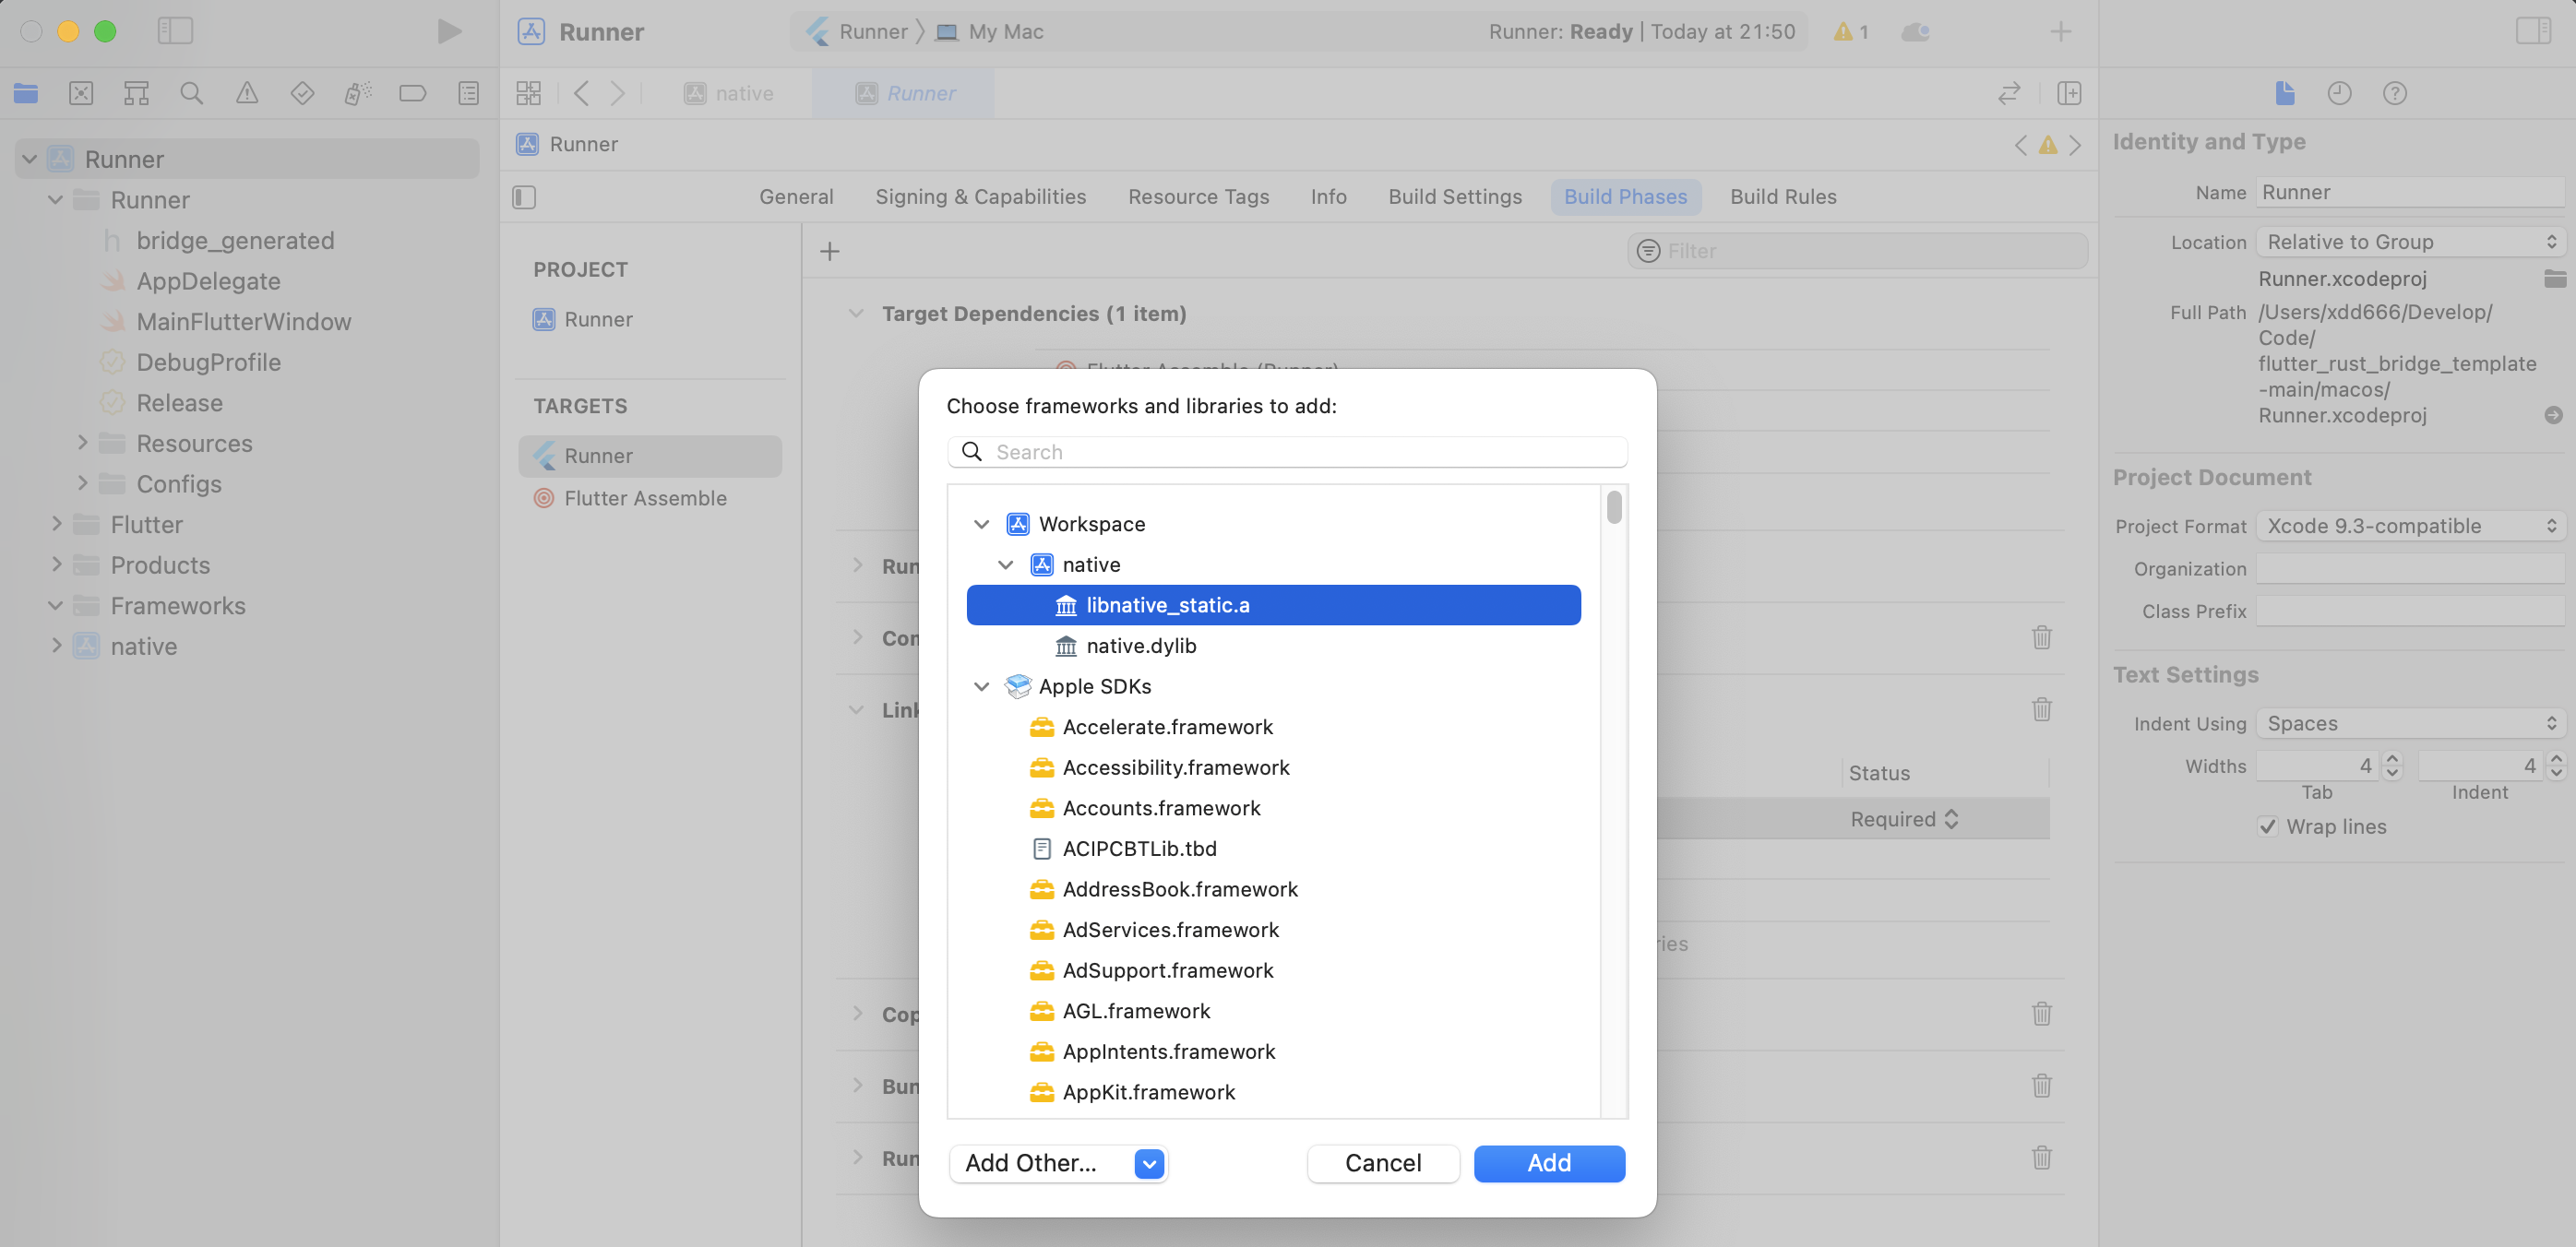 Runner
Runner
My Mac
Runner: Ready | Today at 21:50
1
native
Runner
Runner
Runner
bridge_generated
AppDelegate
MainFlutterWindow
DebugProfile
Release
Resources
Configs
Flutter
Products
Frameworks
native
Runner
General
Signing & Capabilities
Resource Tags
Info
Build Settings
Build Phases
Build Rules
Filter
PROJECT
Runner
TARGETS
Runner
Flutter Assemble
Target Dependencies (1 item)
Flutter Assemble (Runner)
Run
Status
Required
Choose frameworks and libraries to add:
Search
Workspace
native
libnative_static.a
native.dylib
Apple SDKs
Accelerate.framework
Accessibility.framework
Accounts.framework
ACIPCBTLib.tbd
AddressBook.framework
AdServices.framework
AdSupport.framework
AGL.framework
AppIntents.framework
AppKit.framework
Add Other...
Cancel
Add
Identity and Type
Name Runner
Location Relative to Group
Runner.xcodeproj
Full Path /Users/xdd666/Develop/
Code/
flutter_rust_bridge_template
-main/macos/
Runner.xcodeproj
Project Document
Project Format Xcode 9.3-compatible
Organization
Class Prefix
Text Settings
Indent Using Spaces
Widths 4 4
Tab Indent
Wrap lines